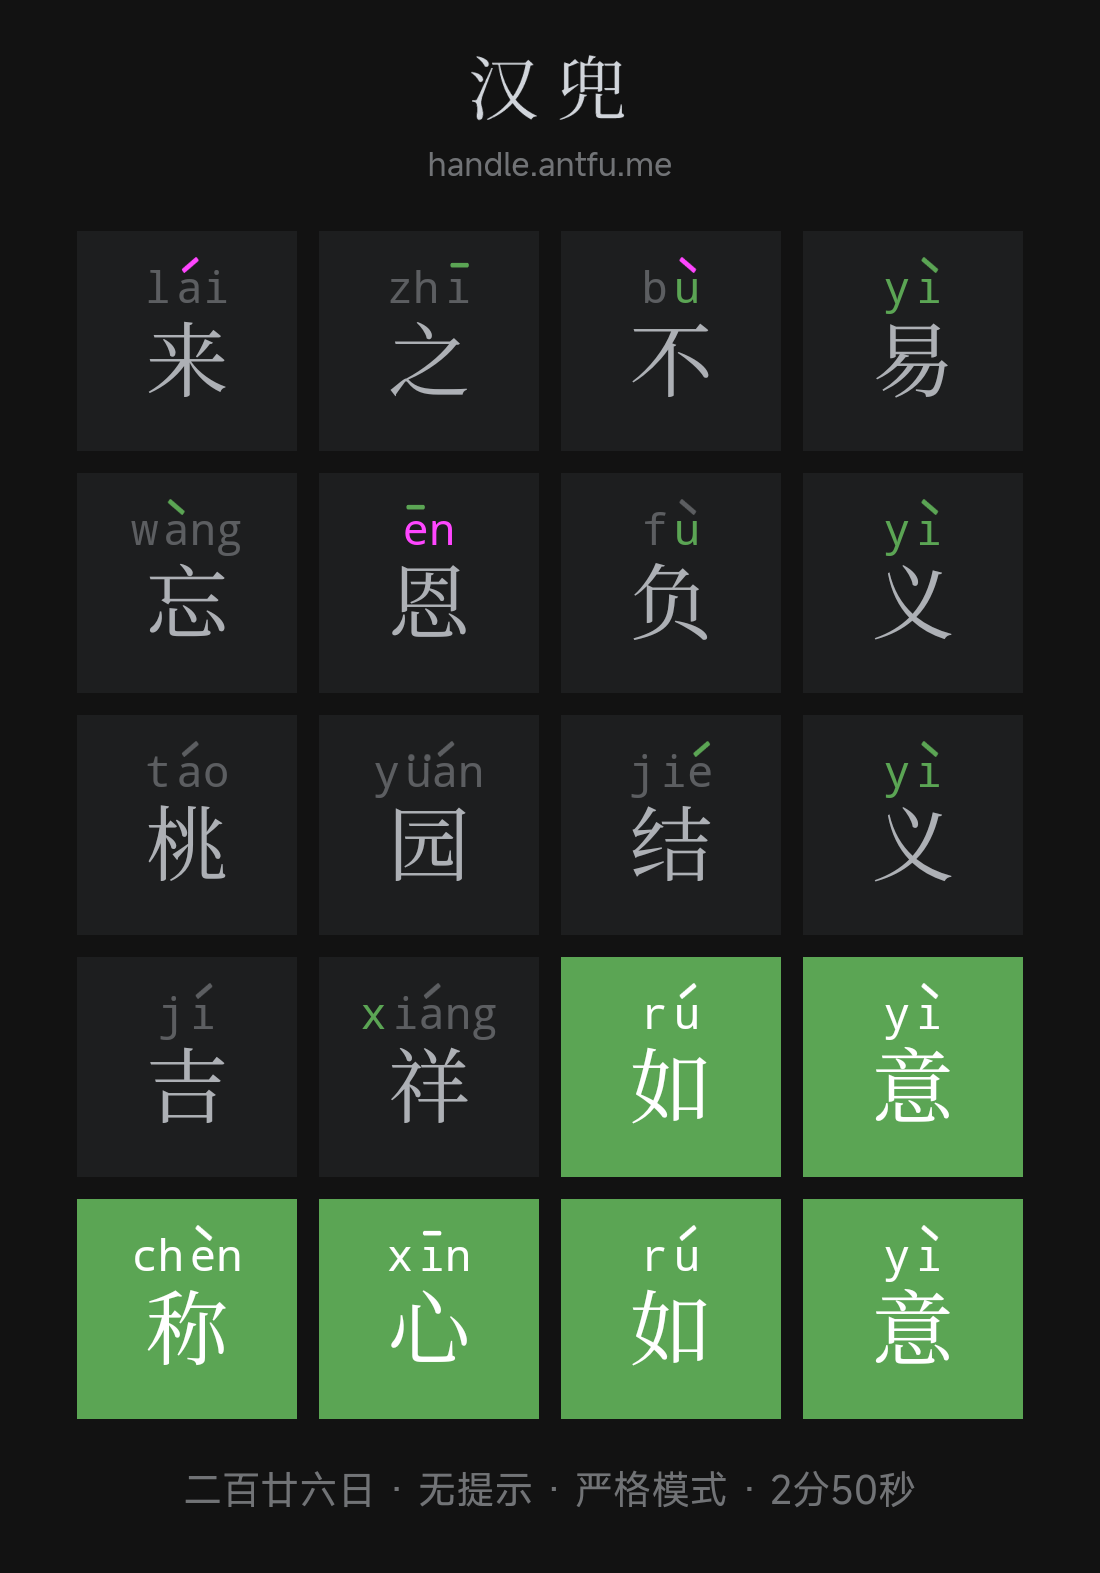 汉兜
handle.antfu.me
lái zhī bù yì
来 之 不 易
wàng ēn fù yì
忘 恩 负 义
táo yüán jié yì
桃 园 结 义
jí xiáng rú yì
吉 祥 如 意
chèn xīn rú yì
称 心 如 意
二百廿六日 · 无提示 · 严格模式 · 2分50秒